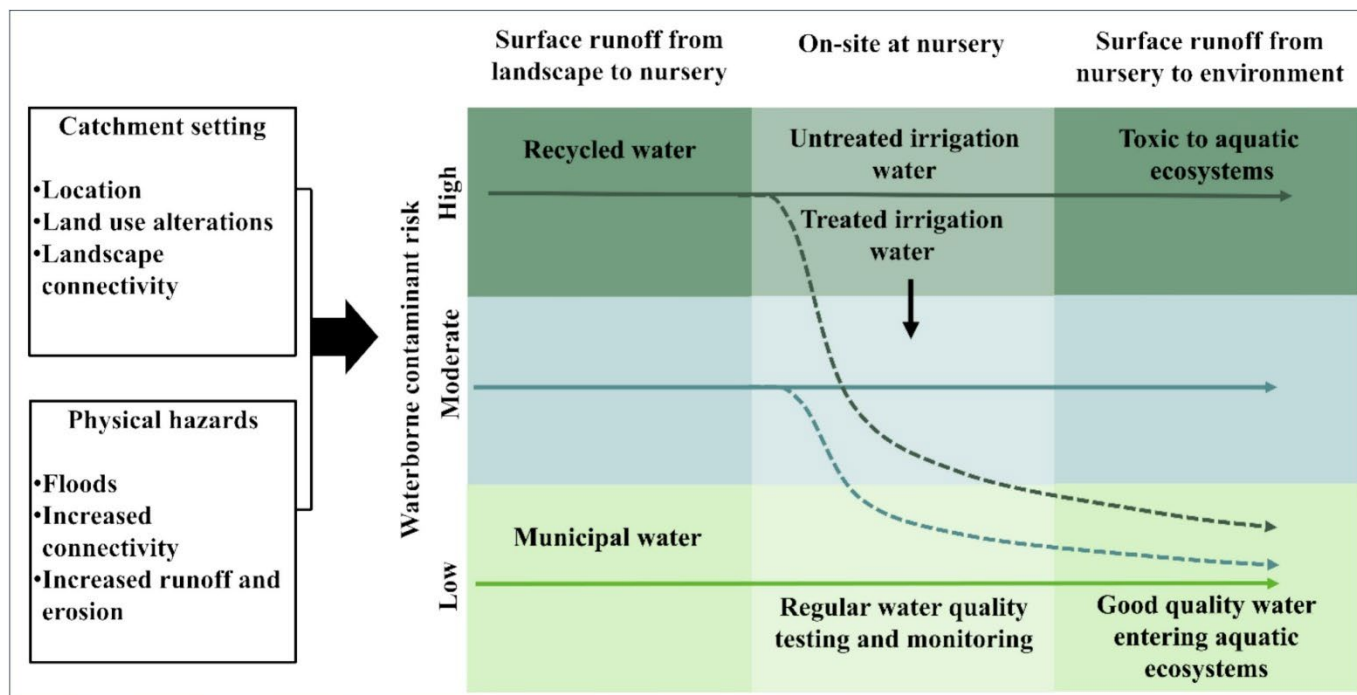 Surface runoff from
landscape to nursery
On-site at nursery
Surface runoff from
nursery to environment
Catchment setting
•Location
•Land use alterations
•Landscape
connectivity
Physical hazards
•Floods
•Increased
connectivity
•Increased runoff and
erosion
Waterborne contaminant risk
High
Moderate
Low
Recycled water
Untreated irrigation
water
Toxic to aquatic
ecosystems
Treated irrigation
water
Municipal water
Regular water quality
testing and monitoring
Good quality water
entering aquatic
ecosystems